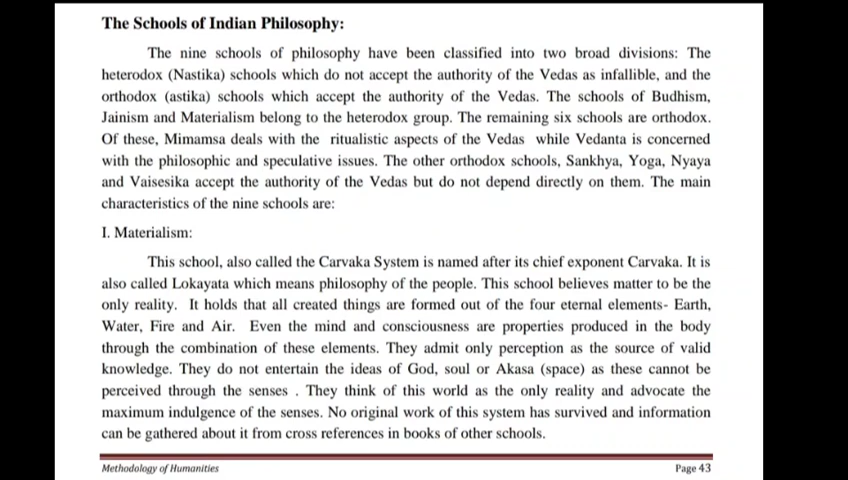 The Schools of Indian Philosophy:
The nine schools of philosophy have been classified into two broad divisions: The
heterodox (Nastika) schools which do not accept the authority of the Vedas as infallible, and the
orthodox (astika) schools which accept the authority of the Vedas. The schools of Budhism,
Jainism and Materialism belong to the heterodox group. The remaining six schools are orthodox.
Of these, Mimamsa deals with the ritualistic aspects of the Vedas while Vedanta is concerned
with the philosophic and speculative issues. The other orthodox schools, Sankhya, Yoga, Nyaya
and Vaisesika accept the authority of the Vedas but do not depend directly on them. The main
characteristics of the nine schools are:
I. Materialism:
This school, also called the Carvaka System is named after its chief exponent Carvaka. It is
also called Lokayata which means philosophy of the people. This school believes matter to be the
only reality. It holds that all created things are formed out of the four eternal elements- Earth,
Water, Fire and Air. Even the mind and consciousness are properties produced in the body
through the combination of these elements. They admit only perception as the source of valid
knowledge. They do not entertain the ideas of God, soul or Akasa (space) as these cannot be
perceived through the senses . They think of this world as the only reality and advocate the
maximum indulgence of the senses. No original work of this system has survived and information
can be gathered about it from cross references in books of other schools.
Methodology of Humanities Page 43